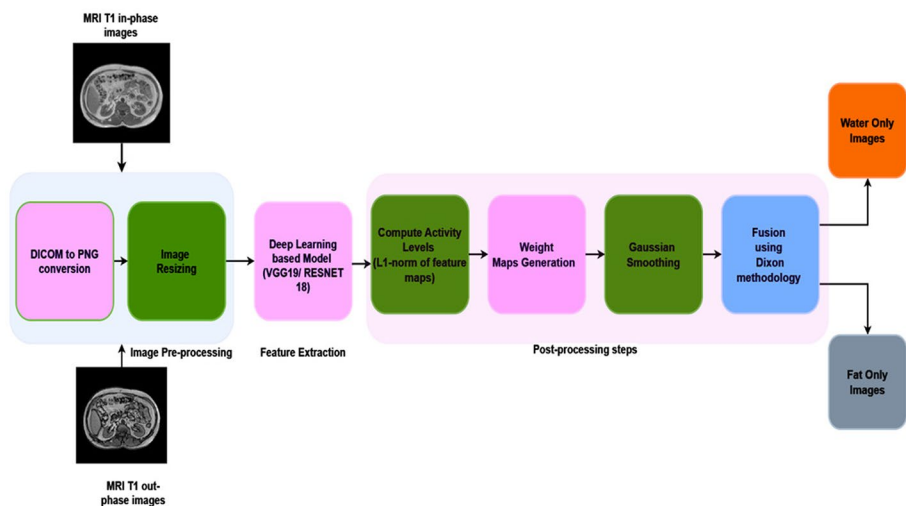 MRI T1 in-phase
images
DICOM to PNG
conversion
Image
Resizing
Image Pre-processing
Deep Learning
based Model
(VGG19/ RESNET
18)
Feature Extraction
Compute Activity
Levels
(L1-norm of feature
maps)
Weight
Maps Generation
Gaussian
Smoothing
Fusion
using
Dixon
methodology
Post-processing steps
Water Only
Images
Fat Only
Images
MRI T1 out-
phase images